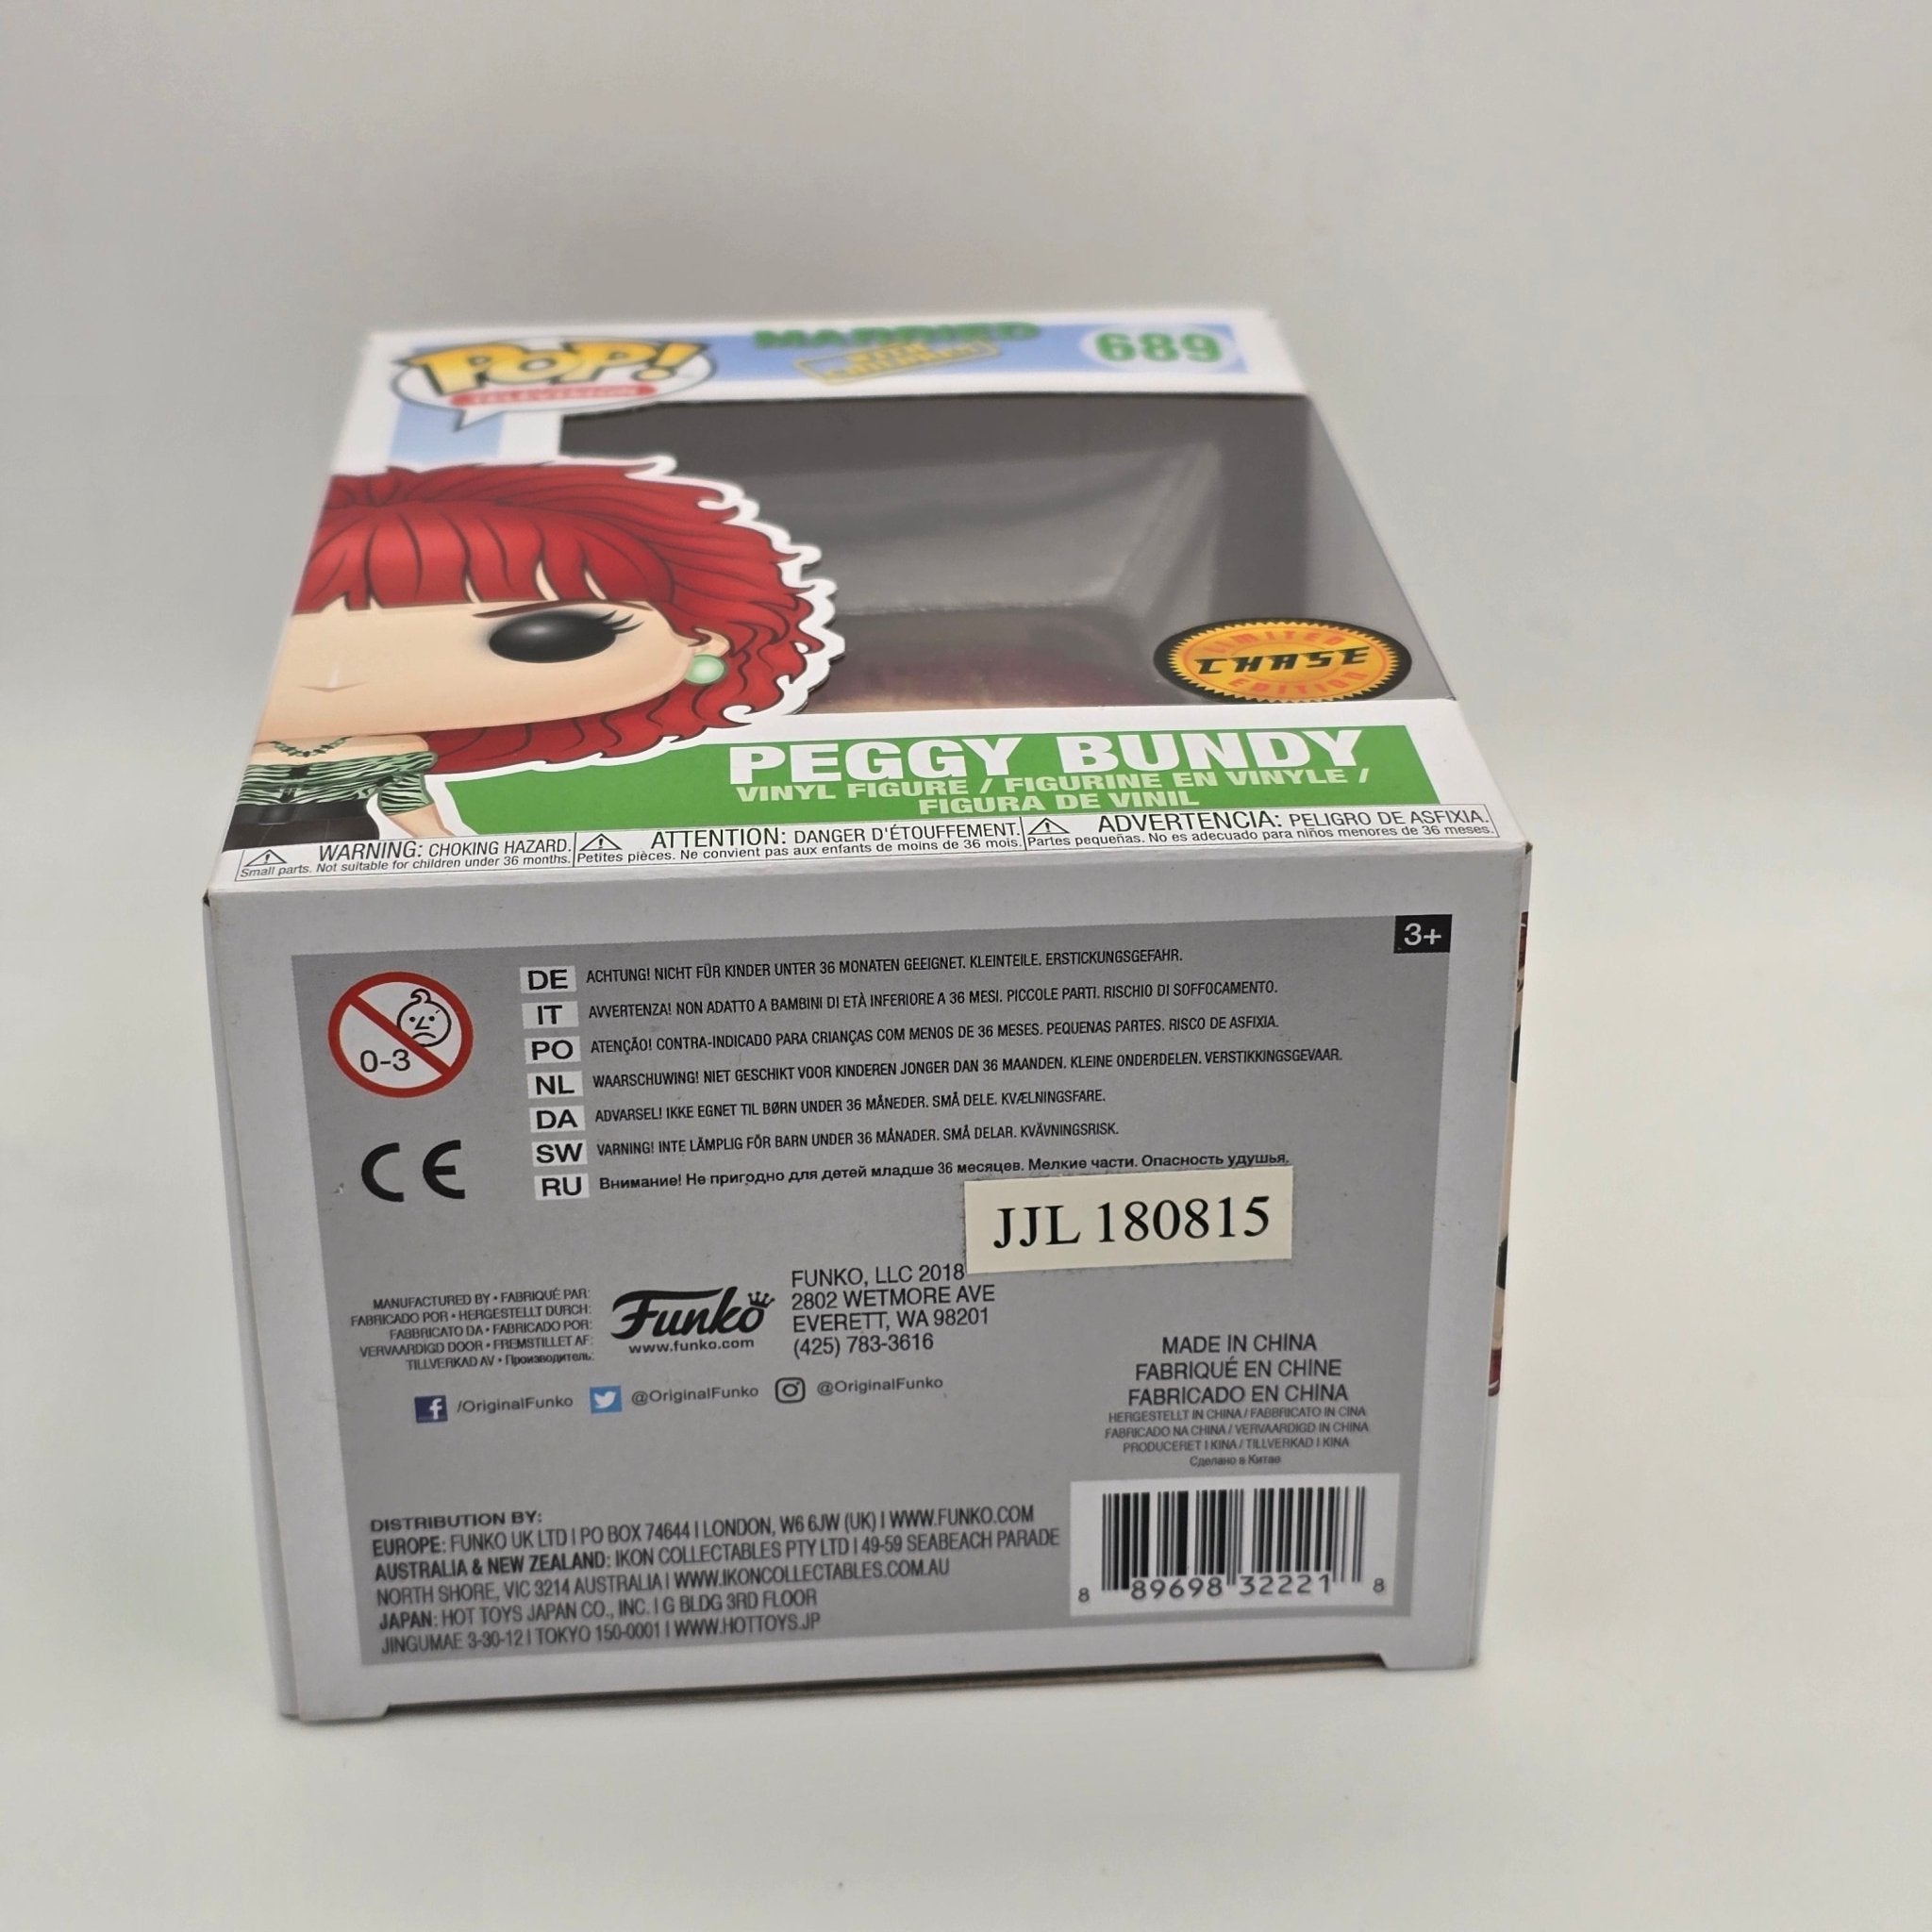 POP!
TELEVISION
MARRIED
WITH
CHILDREN
689
LIMITED
CHASE
EDITION
PEGGY BUNDY
VINYL FIGURE / FIGURINE EN VINYLE /
FIGURA DE VINIL
WARNING: CHOKING HAZARD.
Small parts. Not suitable for children under 36 months.
ATTENTION: DANGER D'ÉTOUFFEMENT.
Petites pièces. Ne convient pas aux enfants de moins de 36 mois.
ADVERTENCIA: PELIGRO DE ASFIXIA.
Partes pequeñas. No es adecuado para niños menores de 36 meses.
3+
0-3
DE ACHTUNG! NICHT FÜR KINDER UNTER 36 MONATEN GEEIGNET. KLEINTEILE. ERSTICKUNGSGEFAHR.
IT AVVERTENZA! NON ADATTO A BAMBINI DI ETÀ INFERIORE A 36 MESI. PICCOLE PARTI. RISCHIO DI SOFFOCAMENTO.
PO ATENÇÃO! CONTRA-INDICADO PARA CRIANÇAS COM MENOS DE 36 MESES. PEQUENAS PARTES. RISCO DE ASFIXIA.
NL WAARSCHUWING! NIET GESCHIKT VOOR KINDEREN JONGER DAN 36 MAANDEN. KLEINE ONDERDELEN. VERSTIKKINGSGEVAAR.
DA ADVARSEL! IKKE EGNET TIL BØRN UNDER 36 MÅNEDER. SMÅ DELE. KVÆLNINGSFARE.
SW VARNING! INTE LÄMPLIG FÖR BARN UNDER 36 MÅNADER. SMÅ DELAR. KVÄVNINGSRISK.
RU Внимание! Не пригодно для детей младше 36 месяцев. Мелкие части. Опасность удушья.
CE
JJL 180815
MANUFACTURED BY • FABRIQUÉ PAR:
FABRICADO POR • HERGESTELLT DURCH:
FABBRICATO DA • FABRICADO POR:
VERVAARDIGD DOOR • FREMSTILLET AF:
TILLVERKAD AV • Производитель:
Funko
www.funko.com
FUNKO, LLC 2018
2802 WETMORE AVE
EVERETT, WA 98201
(425) 783-3616
/OriginalFunko @OriginalFunko @OriginalFunko
MADE IN CHINA
FABRIQUÉ EN CHINE
FABRICADO EN CHINA
HERGESTELLT IN CHINA / FABBRICATO IN CINA
FABRICADO NA CHINA / VERVAARDIGD IN CHINA
PRODUCERET I KINA / TILLVERKAD I KINA
Сделано в Китае
DISTRIBUTION BY:
EUROPE: FUNKO UK LTD | PO BOX 74644 | LONDON, W6 6JW (UK) | WWW.FUNKO.COM
AUSTRALIA & NEW ZEALAND: IKON COLLECTABLES PTY LTD | 49-59 SEABEACH PARADE
NORTH SHORE, VIC 3214 AUSTRALIA | WWW.IKONCOLLECTABLES.COM.AU
JAPAN: HOT TOYS JAPAN CO., INC. | G BLDG 3RD FLOOR
JINGUMAE 3-30-12 | TOKYO 150-0001 | WWW.HOTTOYS.JP
8 89698 32221 8